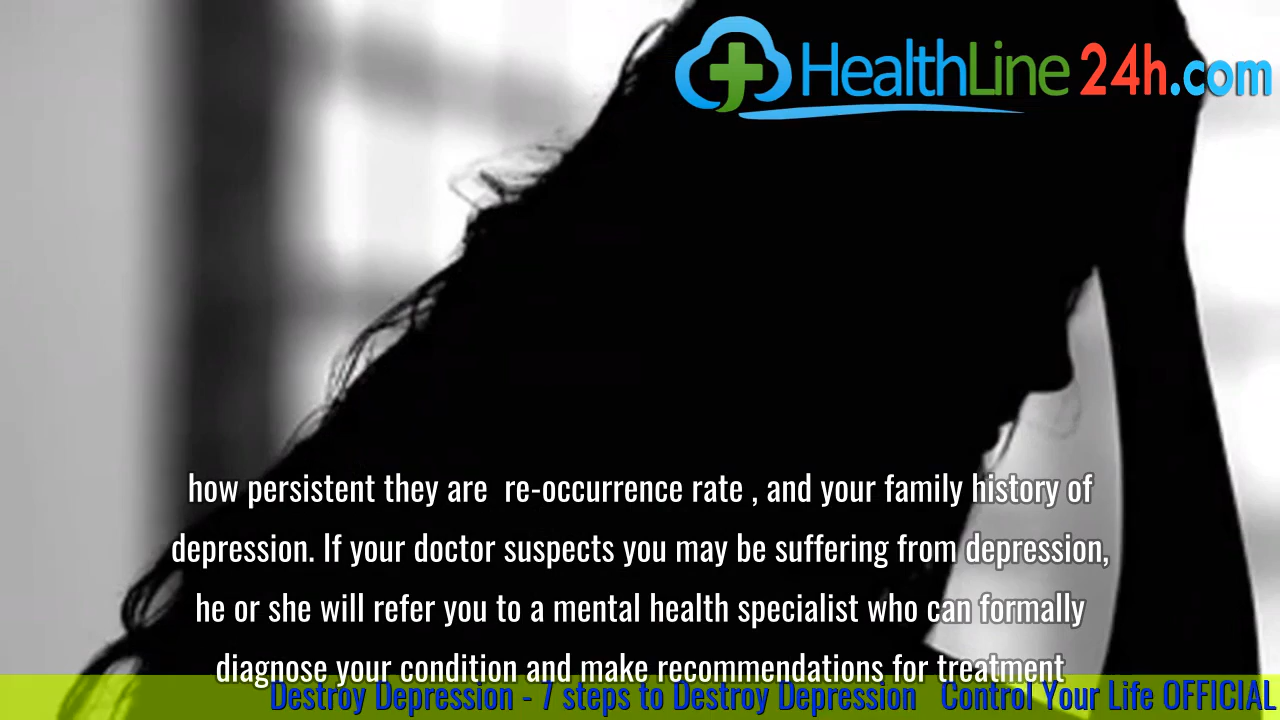 HealthLine 24h.com
how persistent they are  re-occurrence rate , and your family history of
depression. If your doctor suspects you may be suffering from depression,
he or she will refer you to a mental health specialist who can formally
diagnose your condition and make recommendations for treatment
Destroy Depression - 7 steps to Destroy Depression   Control Your Life OFFICIAL